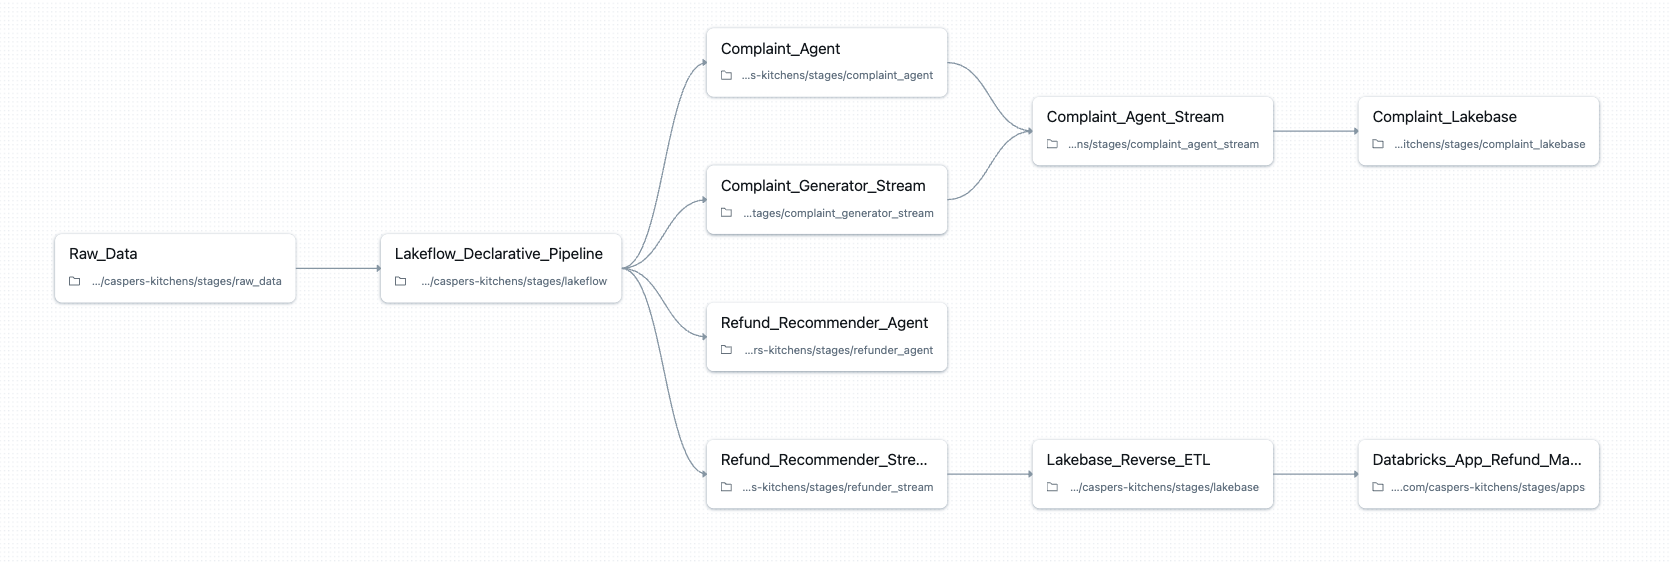 Complaint_Agent
...s-kitchens/stages/complaint_agent
Complaint_Agent_Stream
...ns/stages/complaint_agent_stream
Complaint_Lakebase
...itchens/stages/complaint_lakebase
Complaint_Generator_Stream
...tages/complaint_generator_stream
Raw_Data
.../caspers-kitchens/stages/raw_data
Lakeflow_Declarative_Pipeline
.../caspers-kitchens/stages/lakeflow
Refund_Recommender_Agent
...rs-kitchens/stages/refunder_agent
Refund_Recommender_Stre...
...s-kitchens/stages/refunder_stream
Lakebase_Reverse_ETL
.../caspers-kitchens/stages/lakebase
Databricks_App_Refund_Ma...
....com/caspers-kitchens/stages/apps